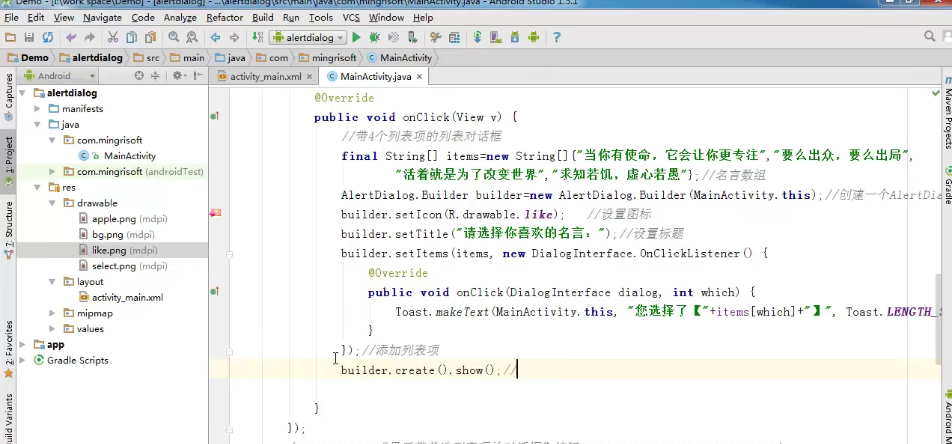 Demo - [E:\work space\Demo] - [alertdialog] - ...\alertdialog\src\main\java\com\mingrisoft\MainActivity.java - Android Studio 1.5.1
File Edit View Navigate Code Analyze Refactor Build Run Tools VCS Window Help
alertdialog
Demo alertdialog src main java com mingrisoft MainActivity
Android activity_main.xml MainActivity.java
Captures
1: Project
7: Structure
2: Favorites
Build Variants
alertdialog
manifests
java
com.mingrisoft
MainActivity
com.mingrisoft (androidTest)
res
drawable
apple.png (mdpi)
bg.png (mdpi)
like.png (mdpi)
select.png (mdpi)
layout
activity_main.xml
mipmap
values
app
Gradle Scripts
@Override
public void onClick(View v) {
//带4个列表项的列表对话框
final String[] items=new String[]{"当你有使命，它会让你更专注","要么出众，要么出局",
"活着就是为了改变世界","求知若饥，虚心若愚"};//名言数组
AlertDialog.Builder builder=new AlertDialog.Builder(MainActivity.this);//创建一个AlertDia
builder.setIcon(R.drawable.like); //设置图标
builder.setTitle("请选择你喜欢的名言：");//设置标题
builder.setItems(items, new DialogInterface.OnClickListener() {
@Override
public void onClick(DialogInterface dialog, int which) {
Toast.makeText(MainActivity.this, "您选择了【"+items[which]+"】", Toast.LENGTH_
}
});//添加列表项
builder.create().show();//
}
});
Maven Projects
Gradle
Android